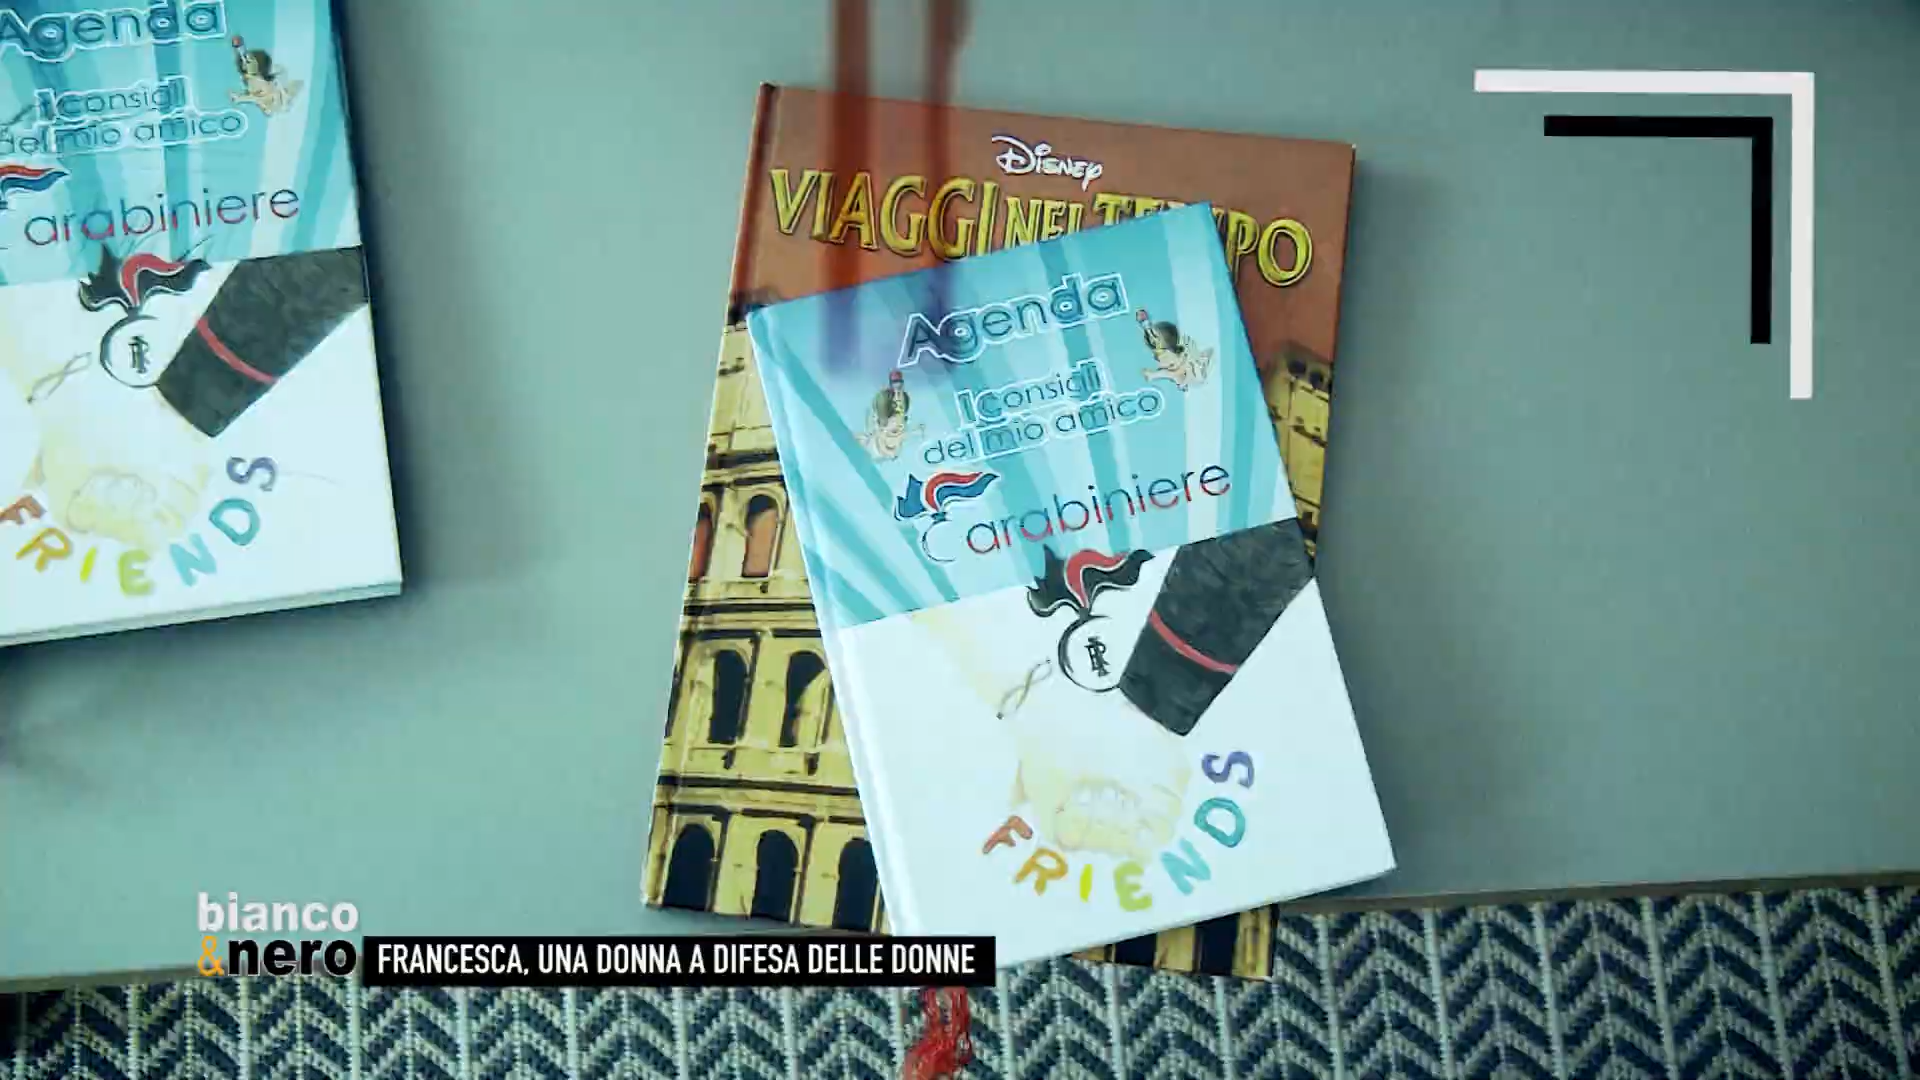 Agenda
I consigli
del mio amico
Carabiniere
FRIENDS
Disney
VIAGGI NEL TEMPO
Agenda
I consigli
del mio amico
Carabiniere
FRIENDS
bianco
&nero
FRANCESCA, UNA DONNA A DIFESA DELLE DONNE